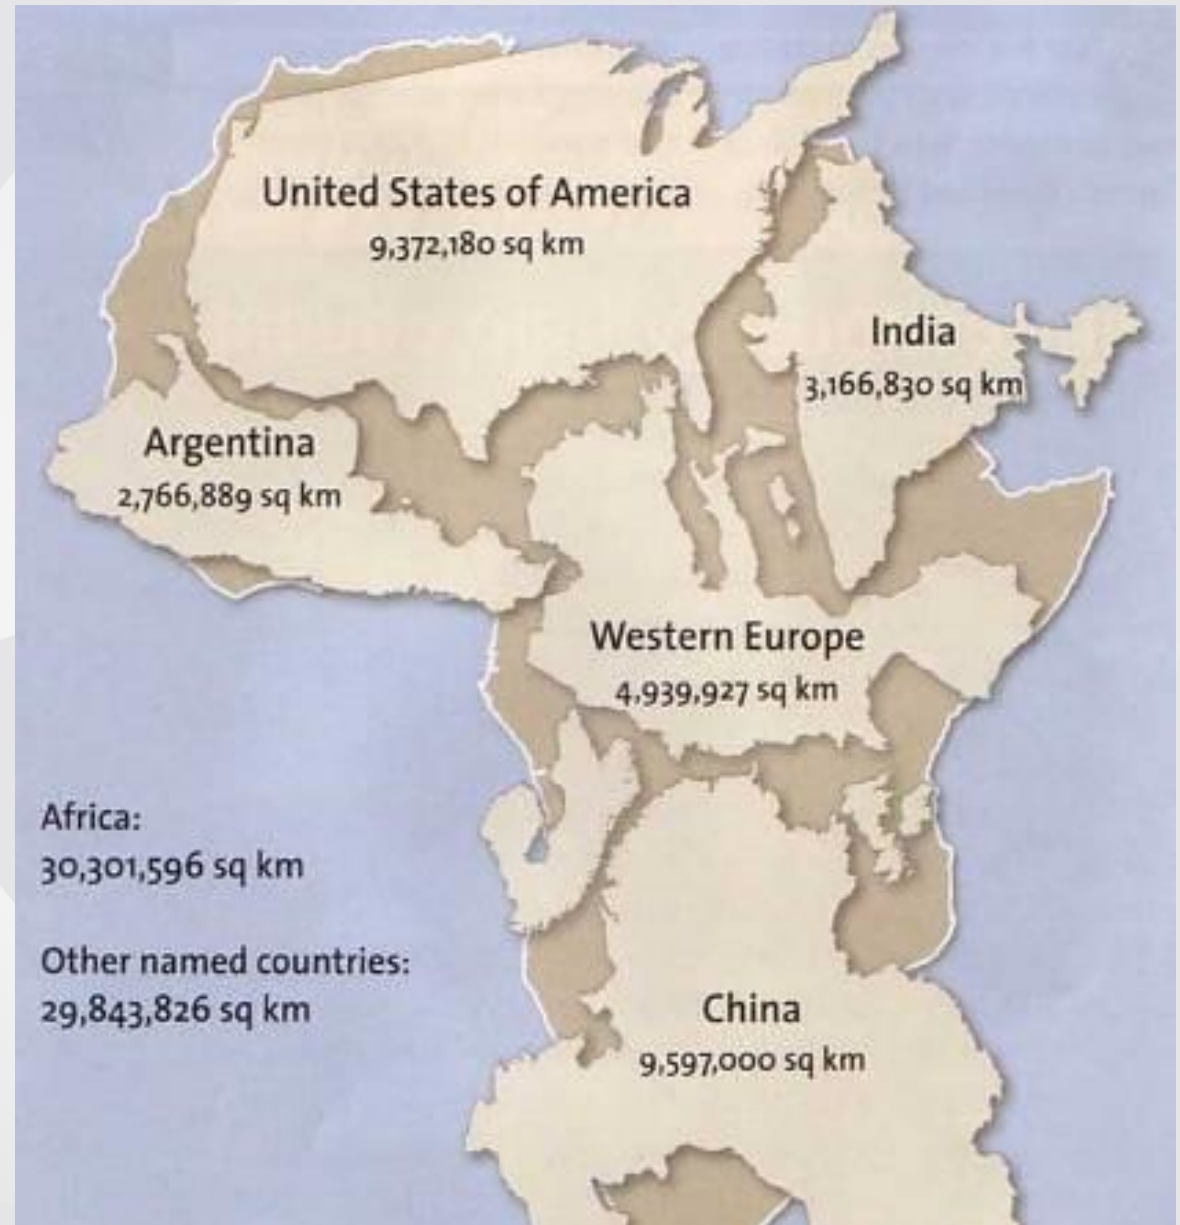 United States of America
9,372,180 sq km
India
3,166,830 sq km
Argentina
2,766,889 sq km
Western Europe
4,939,927 sq km
Africa:
30,301,596 sq km
Other named countries:
29,843,826 sq km
China
9,597,000 sq km